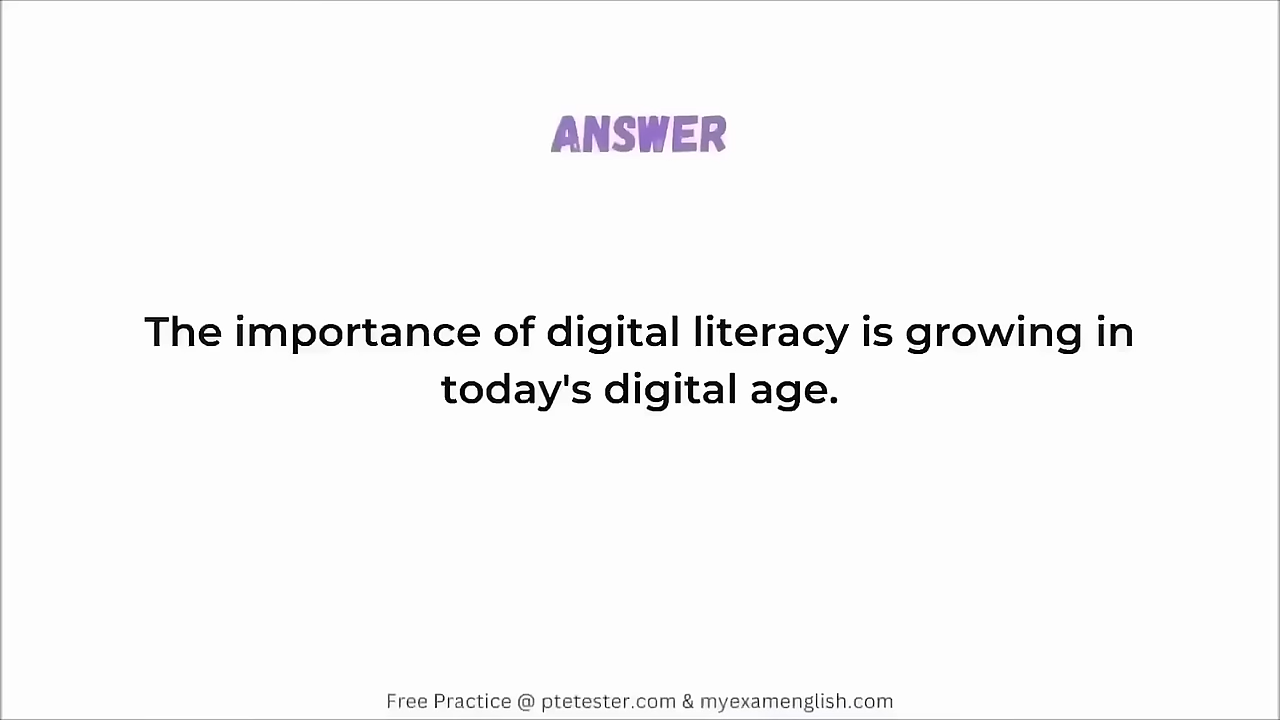 ANSWER
The importance of digital literacy is growing in
today's digital age.
Free Practice @ ptetester.com & myexamenglish.com